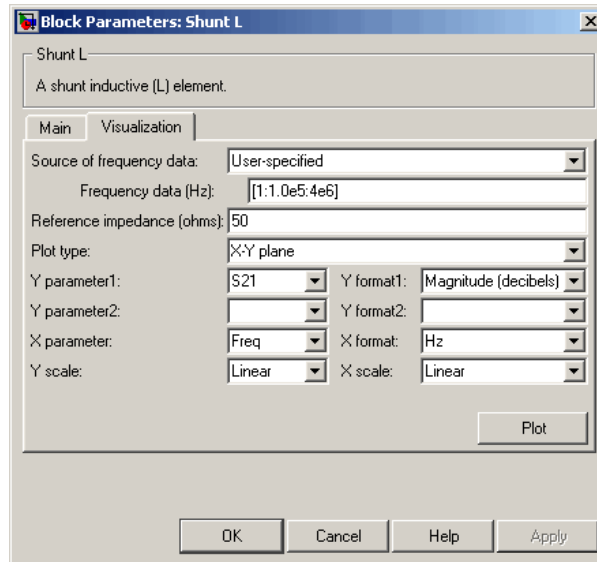 Block Parameters: Shunt L
Shunt L
A shunt inductive (L) element.
Main Visualization
Source of frequency data: User-specified
Frequency data (Hz): [1:1.0e5:4e6]
Reference impedance (ohms): 50
Plot type: X-Y plane
Y parameter1: S21 Y format1: Magnitude (decibels)
Y parameter2: Y format2:
X parameter: Freq X format: Hz
Y scale: Linear X scale: Linear
Plot
OK Cancel Help Apply